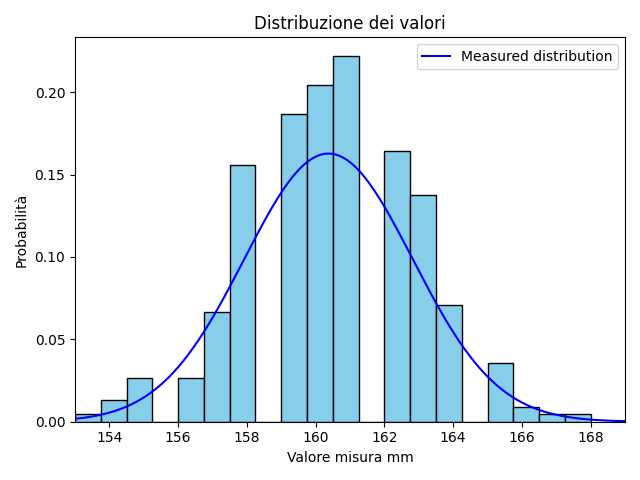 Distribuzione dei valori
Measured distribution
Probabilità
0.20
0.15
0.10
0.05
0.00
154 156 158 160 162 164 166 168
Valore misura mm